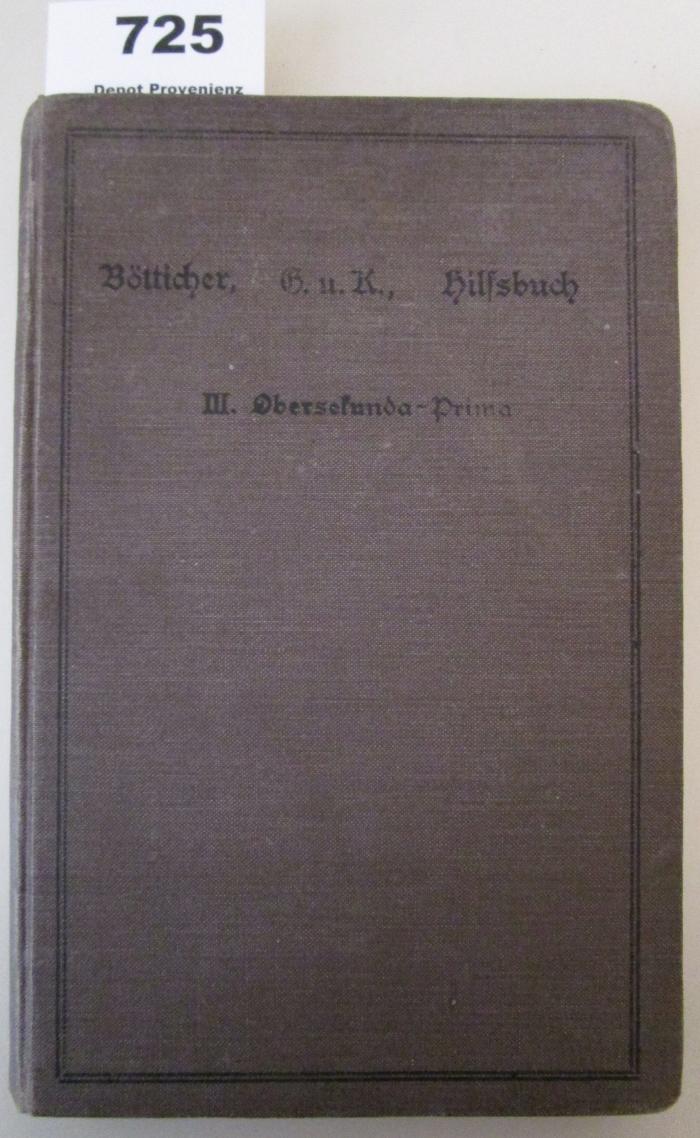 725
Depot Provenienz
Bötticher, G. u. K., Hilfsbuch
III. Obersekunda-Prima